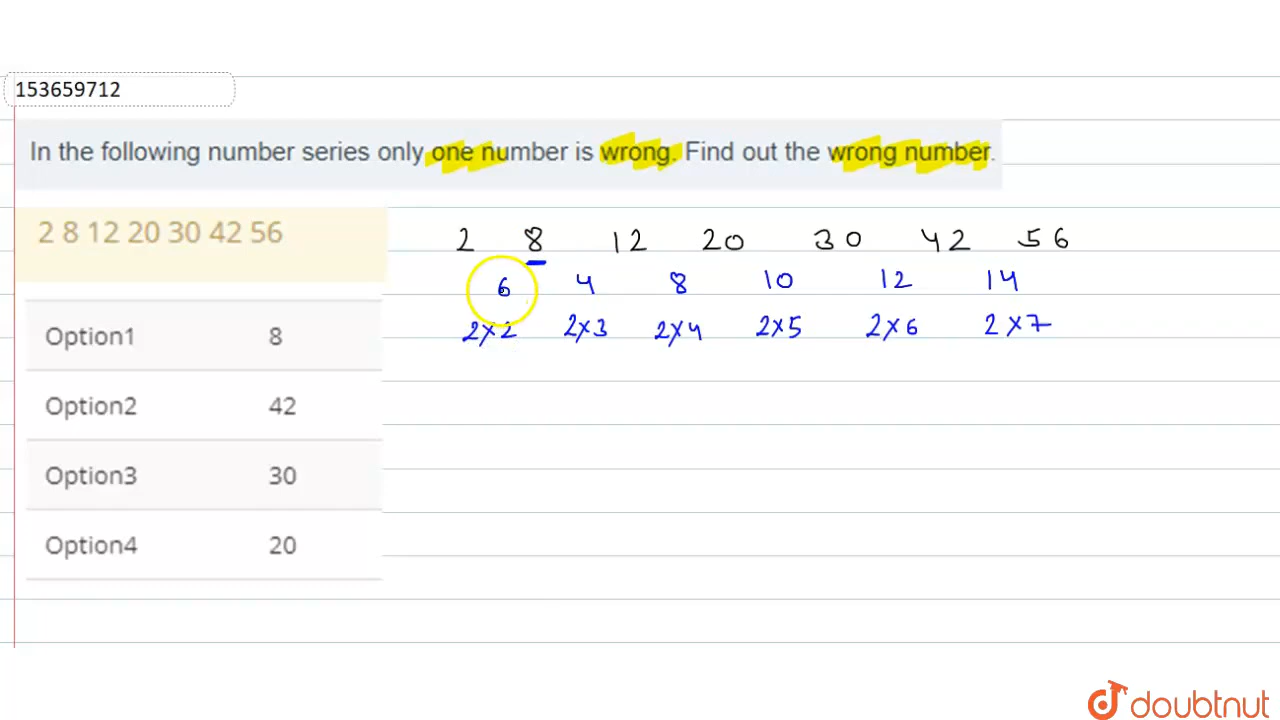 153659712
In the following number series only one number is wrong. Find out the wrong number.
2 8 12 20 30 42 56
2 8 12 20 30 42 56
6 4 8 10 12 14
2×2 2×3 2×4 2×5 2×6 2×7
Option1 8
Option2 42
Option3 30
Option4 20
doubtnut